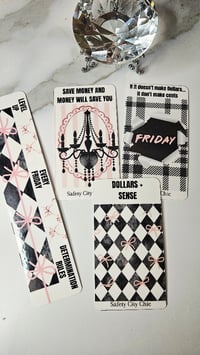 SAVE MONEY AND
MONEY WILL SAVE YOU
Safety City
If it doesn't make dollars,
it don't make cents
FRIDAY
Chic
LEVEL
UP
EVERY
FRIDAY
DETERMINATION
RULES
DOLLARS +
SENSE
Safety City Chic